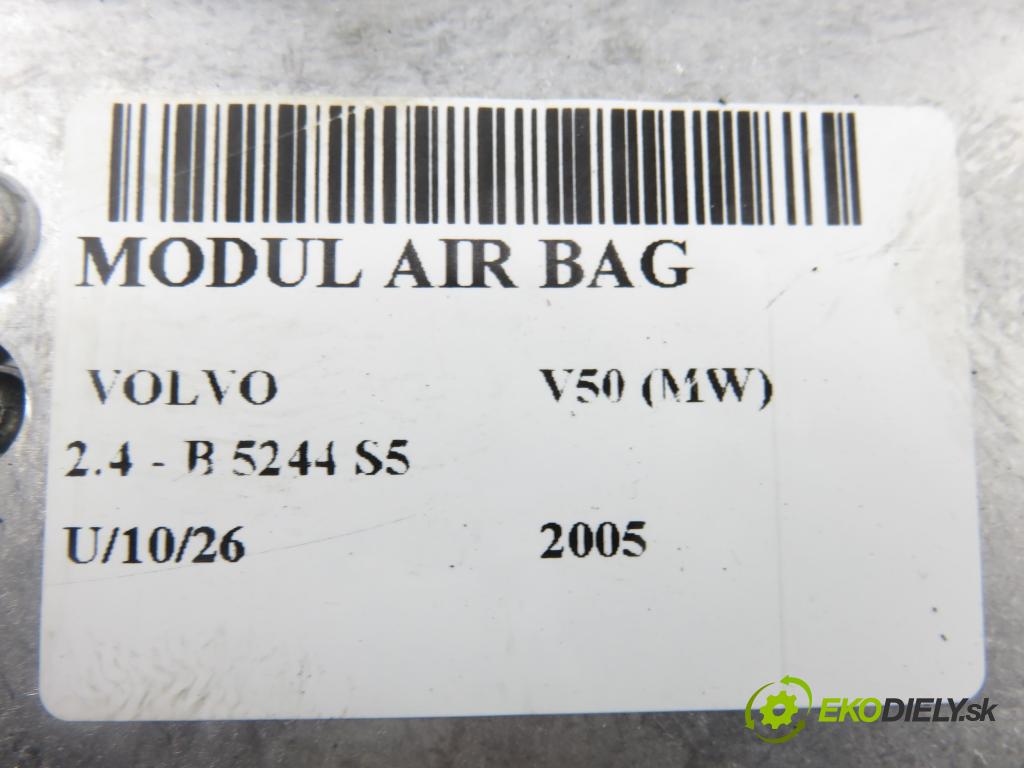 MODUL AIR BAG
VOLVO V50 (MW)
2.4 - B 5244 S5
U/10/26 2005
EKODIELY.sk